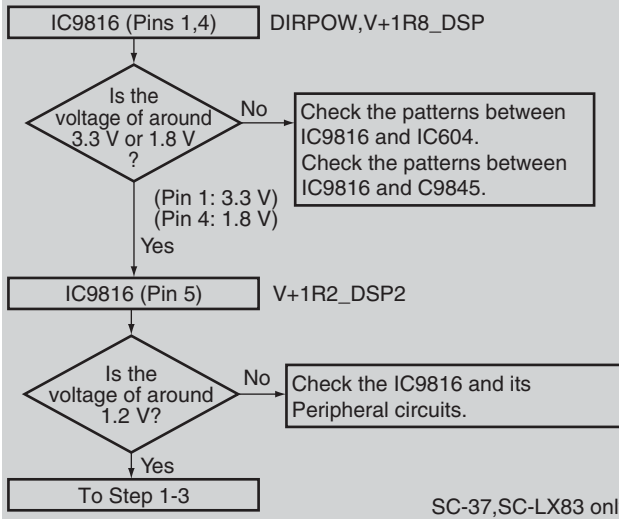 IC9816 (Pins 1,4)
DIRPOW,V+1R8_DSP
Is the
voltage of around
3.3 V or 1.8 V
?
No
Check the patterns between
IC9816 and IC604.
Check the patterns between
IC9816 and C9845.
(Pin 1: 3.3 V)
(Pin 4: 1.8 V)
Yes
IC9816 (Pin 5)
V+1R2_DSP2
Is the
voltage of around
1.2 V?
No
Check the IC9816 and its
Peripheral circuits.
Yes
To Step 1-3
SC-37,SC-LX83 onl